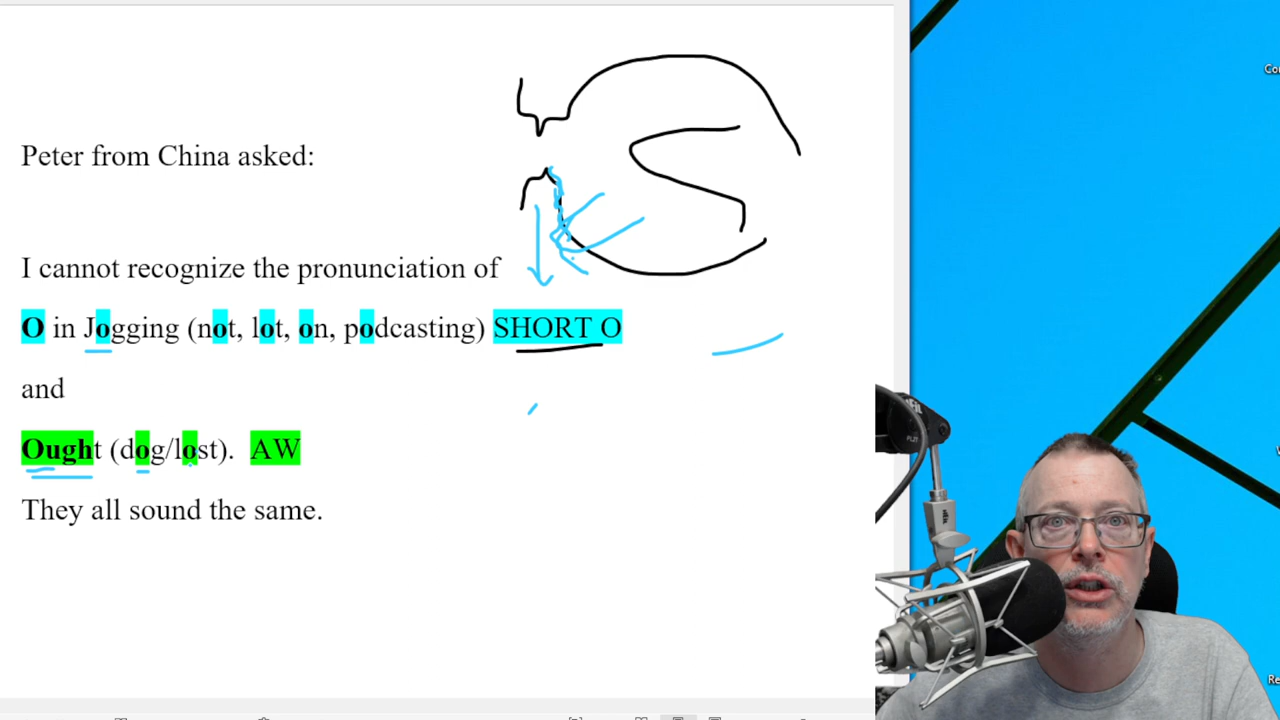 Peter from China asked:
I cannot recognize the pronunciation of
O in Jogging (not, lot, on, podcasting) SHORT O
and
Ought (dog/lost). AW
They all sound the same.